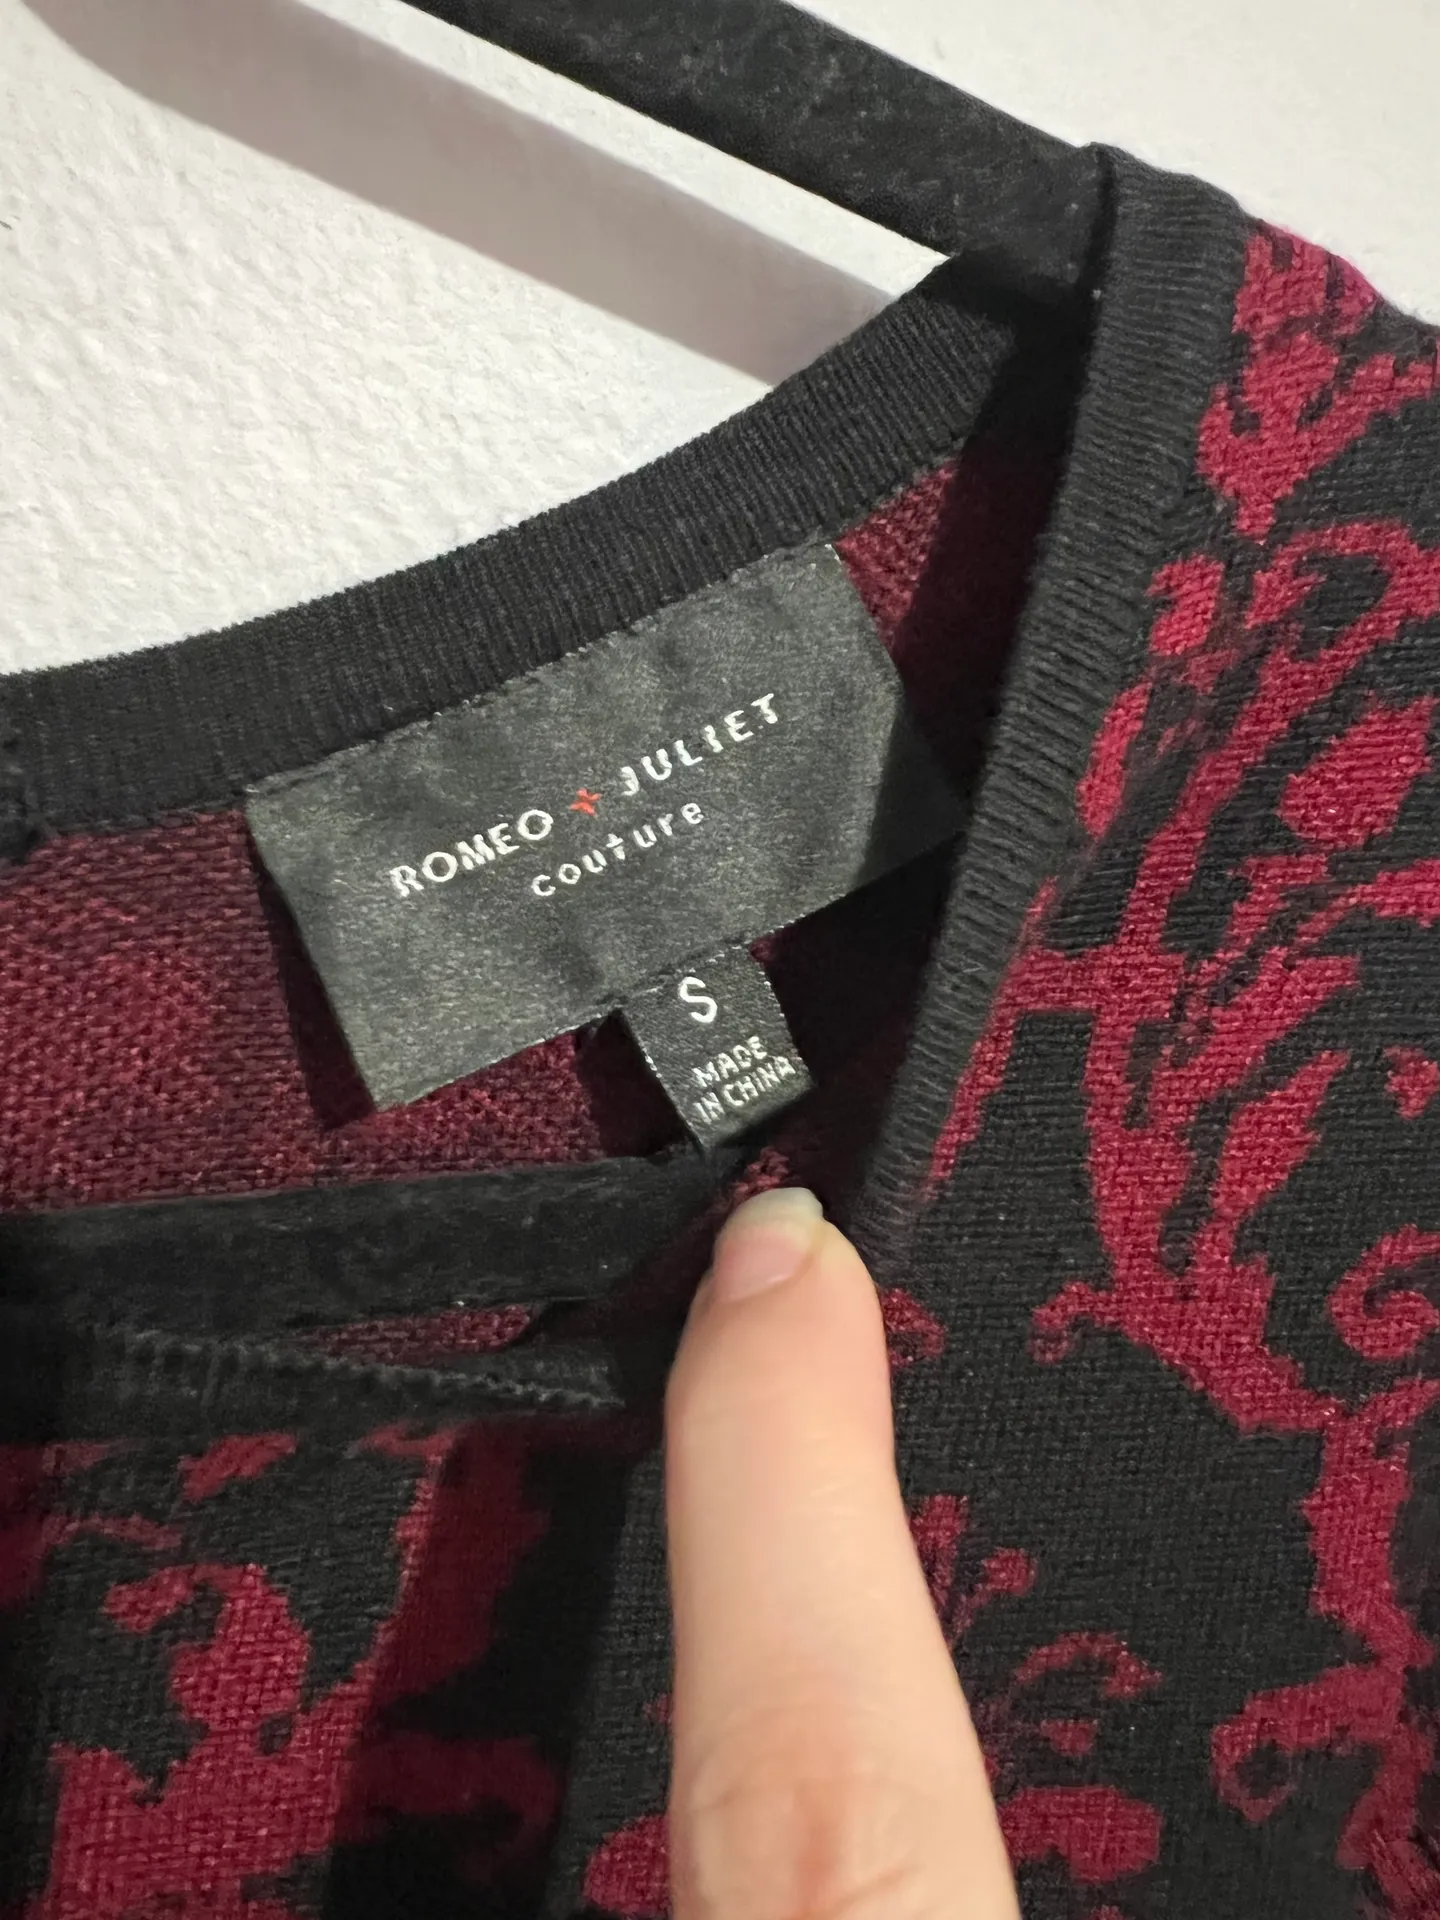 ROMEO + JULIET
couture
S
MADE
IN CHINA